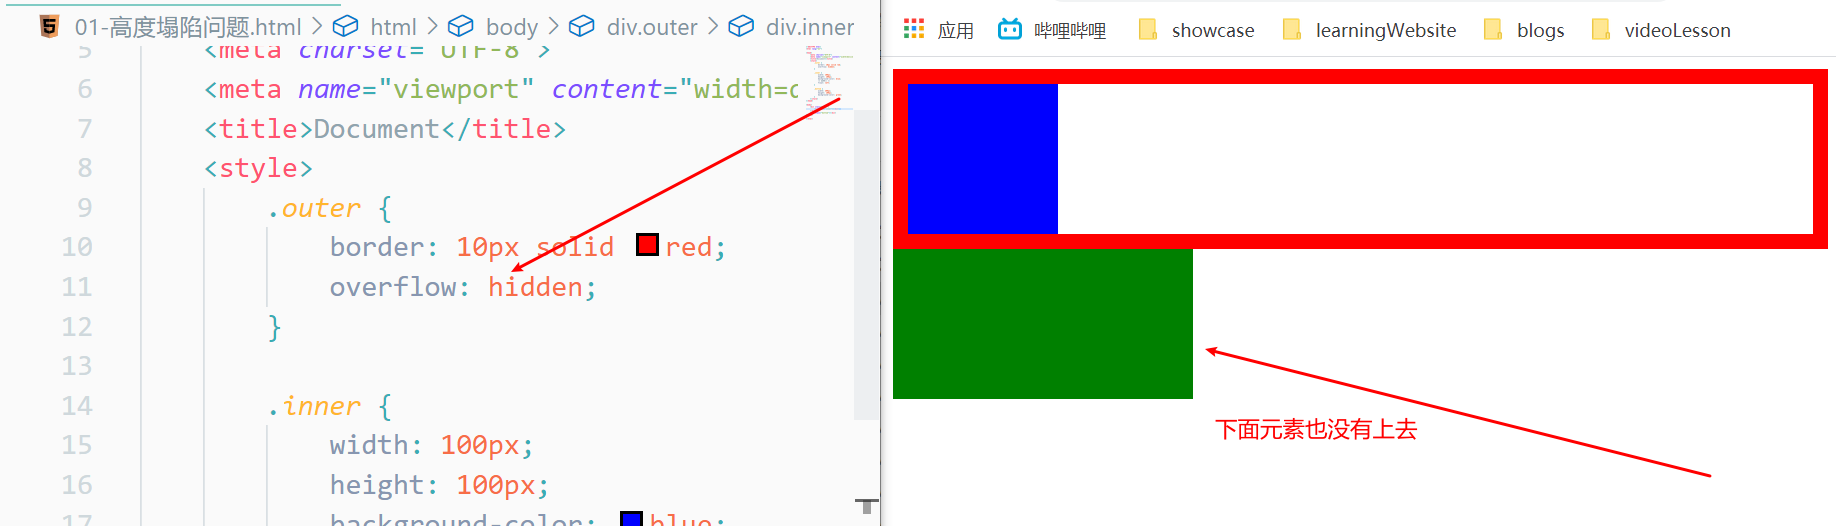 01-高度塌陷问题.html > html > body > div.outer > div.inner
5 <meta charset="UTF-8">
6 <meta name="viewport" content="width=d
7 <title>Document</title>
8 <style>
9 .outer {
10 border: 10px solid red;
11 overflow: hidden;
12 }
13
14 .inner {
15 width: 100px;
16 height: 100px;
17 background-color: blue;
应用 哔哩哔哩 showcase learningWebsite blogs videoLesson
下面元素也没有上去